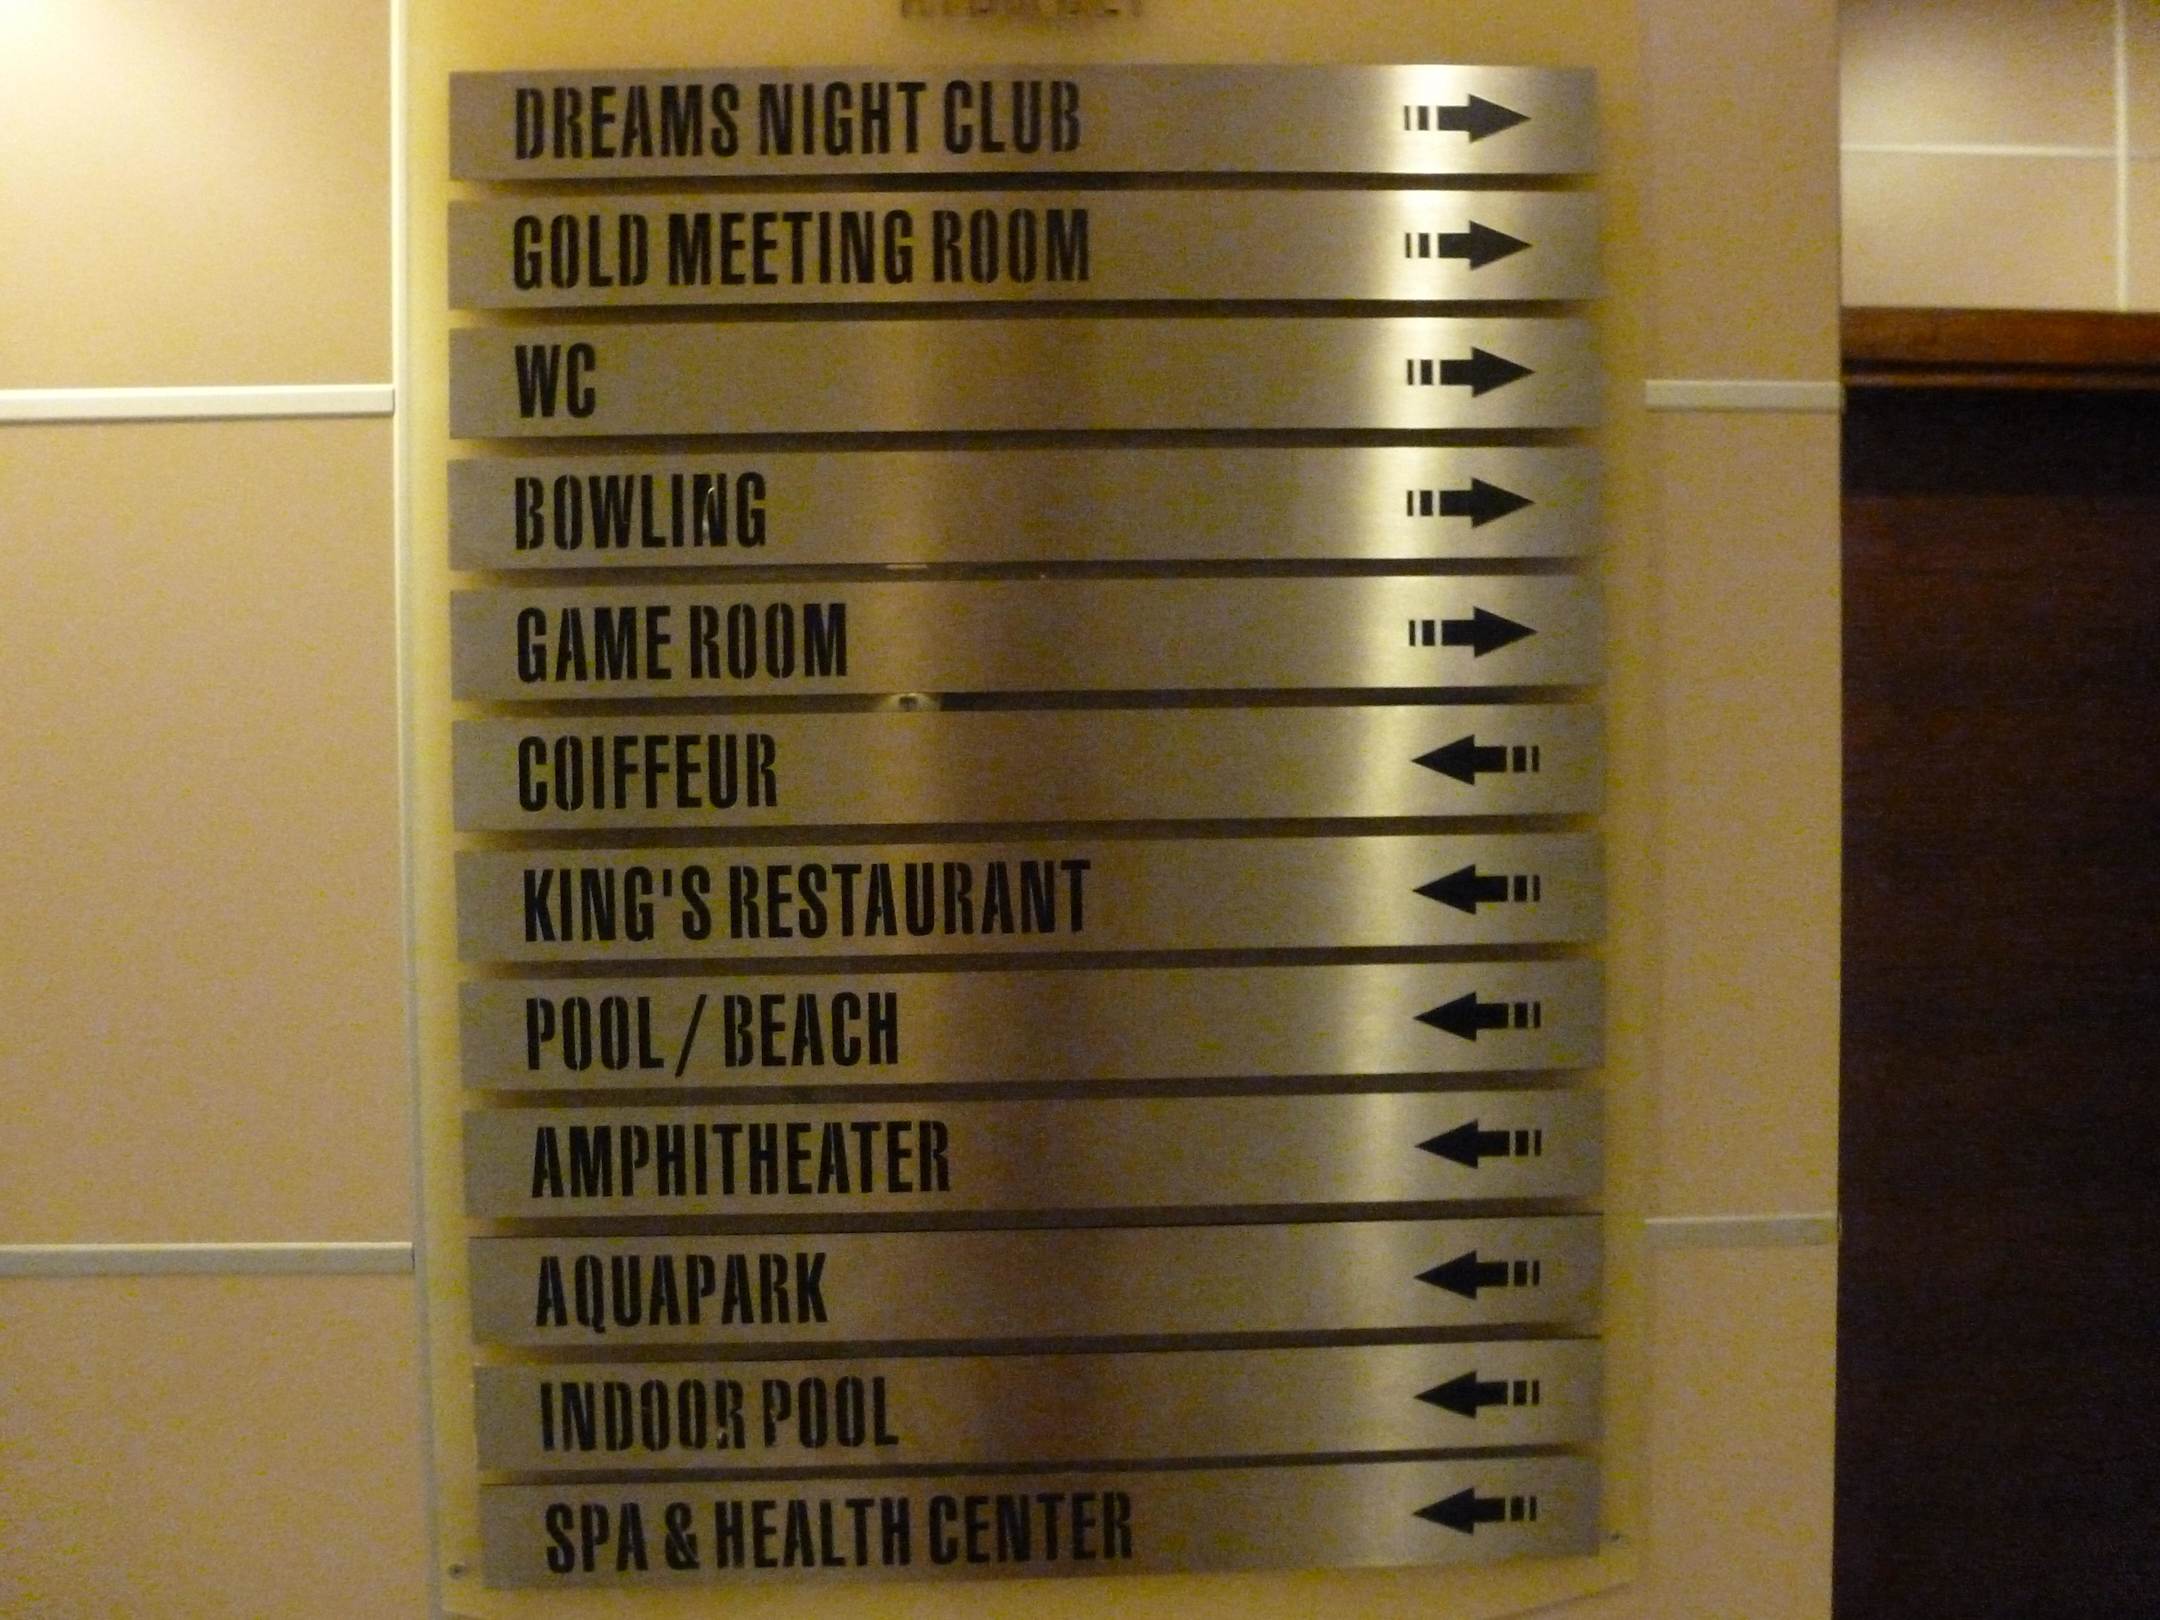 DREAMS NIGHT CLUB
GOLD MEETING ROOM
WC
BOWLING
GAME ROOM
COIFFEUR
KING'S RESTAURANT
POOL / BEACH
AMPHITHEATER
AQUAPARK
INDOOR POOL
SPA & HEALTH CENTER